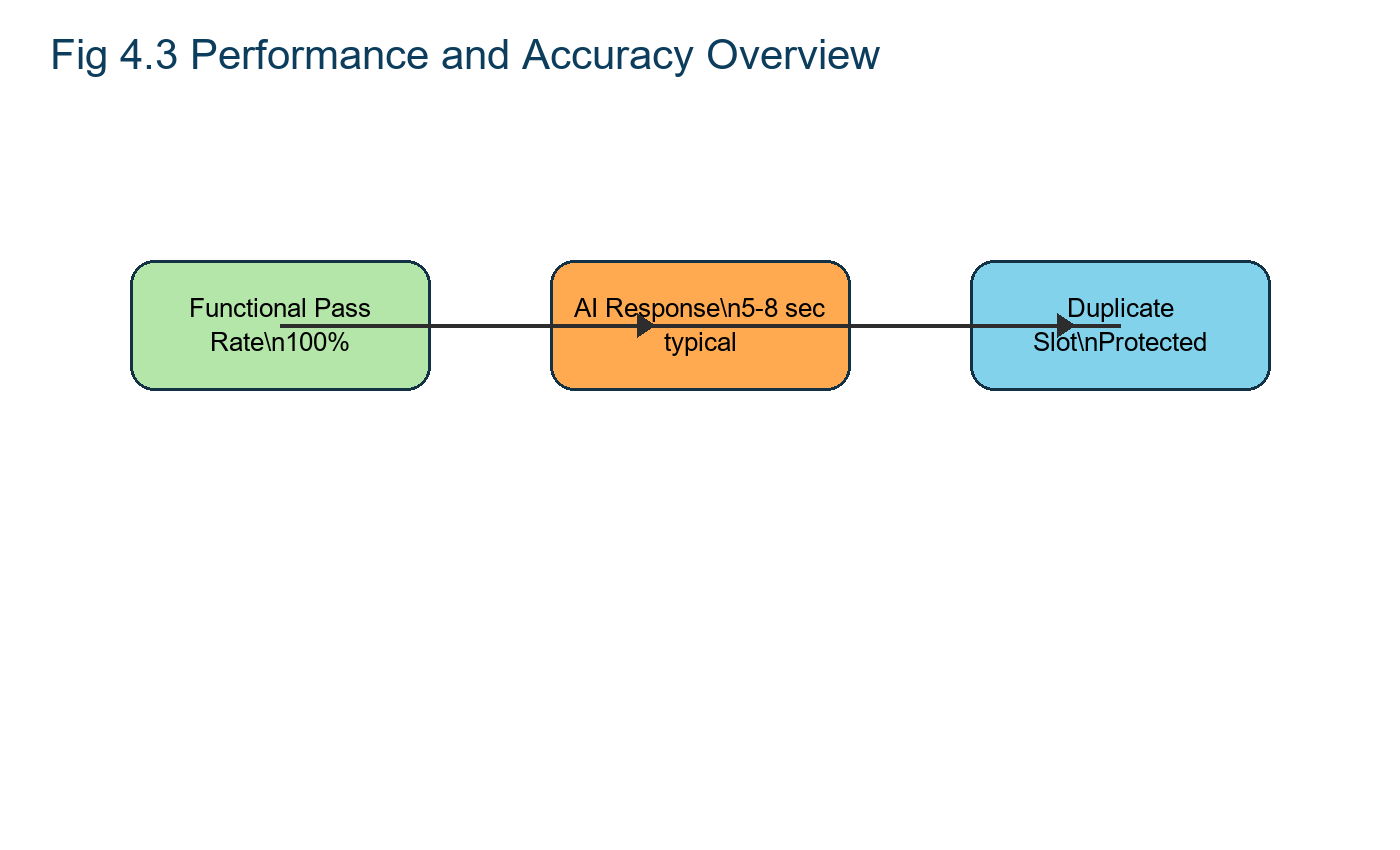 Fig 4.3 Performance and Accuracy Overview
Functional Pass
Rate\n100%
AI Response\n5-8 sec
typical
Duplicate
Slot\nProtected